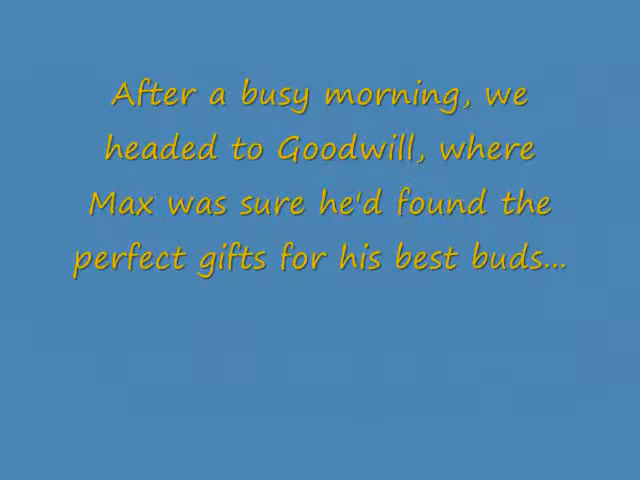 After a busy morning, we
headed to Goodwill, where
Max was sure he'd found the
perfect gifts for his best buds...